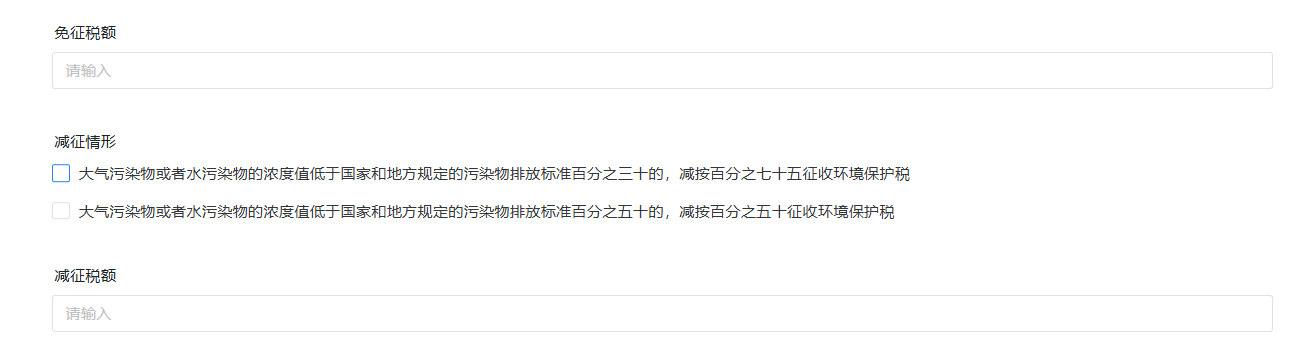 免征税额
请输入
减征情形
大气污染物或者水污染物的浓度值低于国家和地方规定的污染物排放标准百分之三十的，减按百分之七十五征收环境保护税
大气污染物或者水污染物的浓度值低于国家和地方规定的污染物排放标准百分之五十的，减按百分之五十征收环境保护税
减征税额
请输入